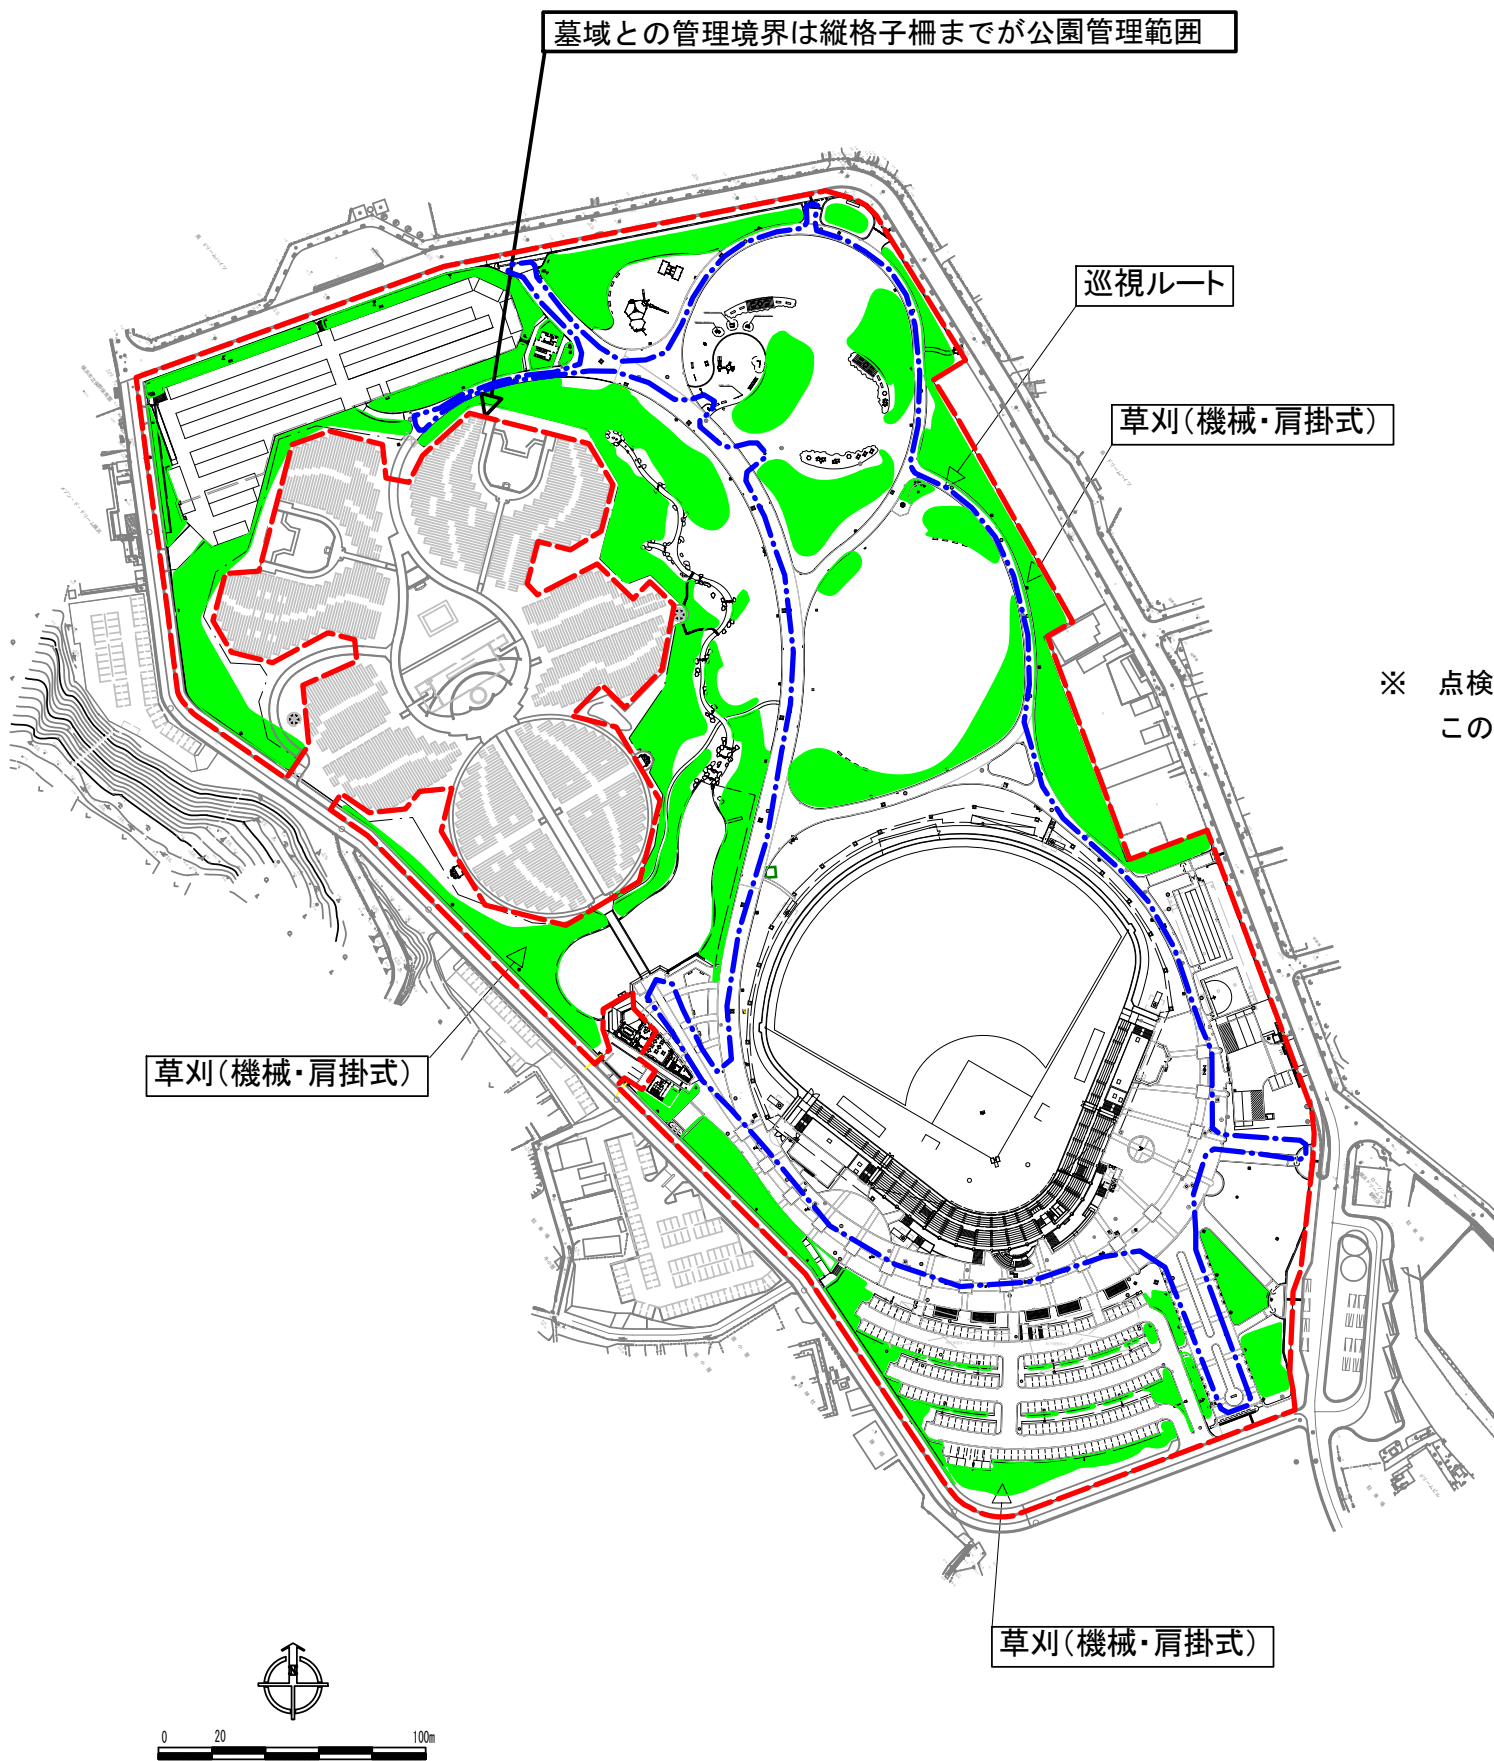 墓域との管理境界は縦格子柵までが公園管理範囲
巡視ルート
草刈(機械・肩掛式)
※ 点検
この
草刈(機械・肩掛式)
草刈(機械・肩掛式)
0 20 100m